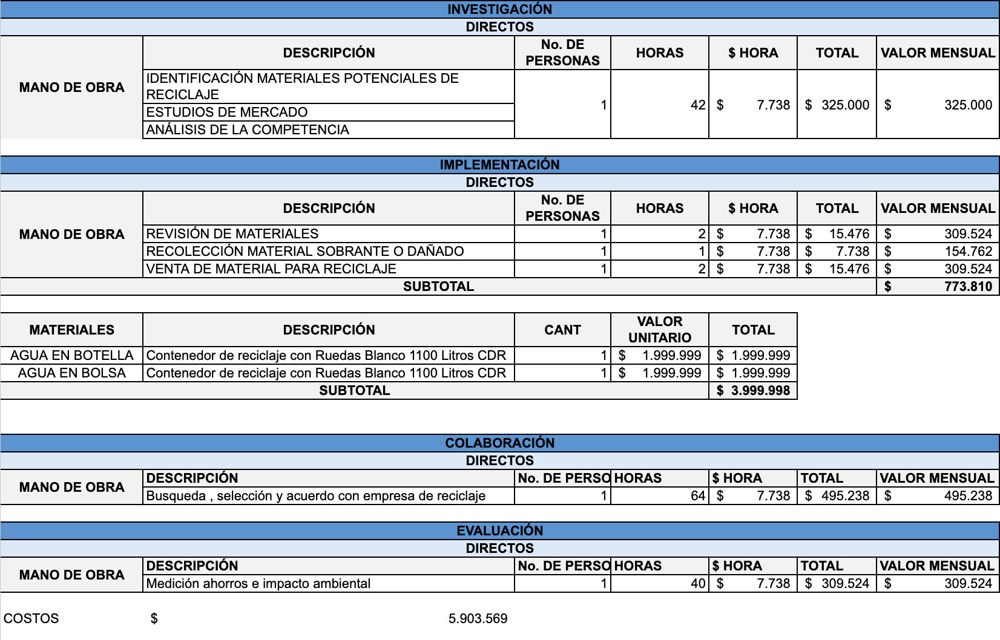 INVESTIGACIÓN
DIRECTOS
MANO DE OBRA
DESCRIPCIÓN
No. DE
PERSONAS
HORAS
$ HORA
TOTAL
VALOR MENSUAL
IDENTIFICACIÓN MATERIALES POTENCIALES DE
RECICLAJE
ESTUDIOS DE MERCADO
ANÁLISIS DE LA COMPETENCIA
1 42 $ 7.738 $ 325.000 $ 325.000
IMPLEMENTACIÓN
DIRECTOS
MANO DE OBRA
DESCRIPCIÓN
No. DE
PERSONAS
HORAS
$ HORA
TOTAL
VALOR MENSUAL
REVISIÓN DE MATERIALES 1 2 $ 7.738 $ 15.476 $ 309.524
RECOLECCIÓN MATERIAL SOBRANTE O DAÑADO 1 1 $ 7.738 $ 7.738 $ 154.762
VENTA DE MATERIAL PARA RECICLAJE 1 2 $ 7.738 $ 15.476 $ 309.524
SUBTOTAL $ 773.810
MATERIALES
DESCRIPCIÓN
CANT
VALOR
UNITARIO
TOTAL
AGUA EN BOTELLA Contenedor de reciclaje con Ruedas Blanco 1100 Litros CDR 1 $ 1.999.999 $ 1.999.999
AGUA EN BOLSA Contenedor de reciclaje con Ruedas Blanco 1100 Litros CDR 1 $ 1.999.999 $ 1.999.999
SUBTOTAL $ 3.999.998
COLABORACIÓN
DIRECTOS
MANO DE OBRA
DESCRIPCIÓN No. DE PERSO HORAS $ HORA TOTAL VALOR MENSUAL
Busqueda , selección y acuerdo con empresa de reciclaje 1 64 $ 7.738 $ 495.238 $ 495.238
EVALUACIÓN
DIRECTOS
MANO DE OBRA
DESCRIPCIÓN No. DE PERSO HORAS $ HORA TOTAL VALOR MENSUAL
Medición ahorros e impacto ambiental 1 40 $ 7.738 $ 309.524 $ 309.524
COSTOS $ 5.903.569